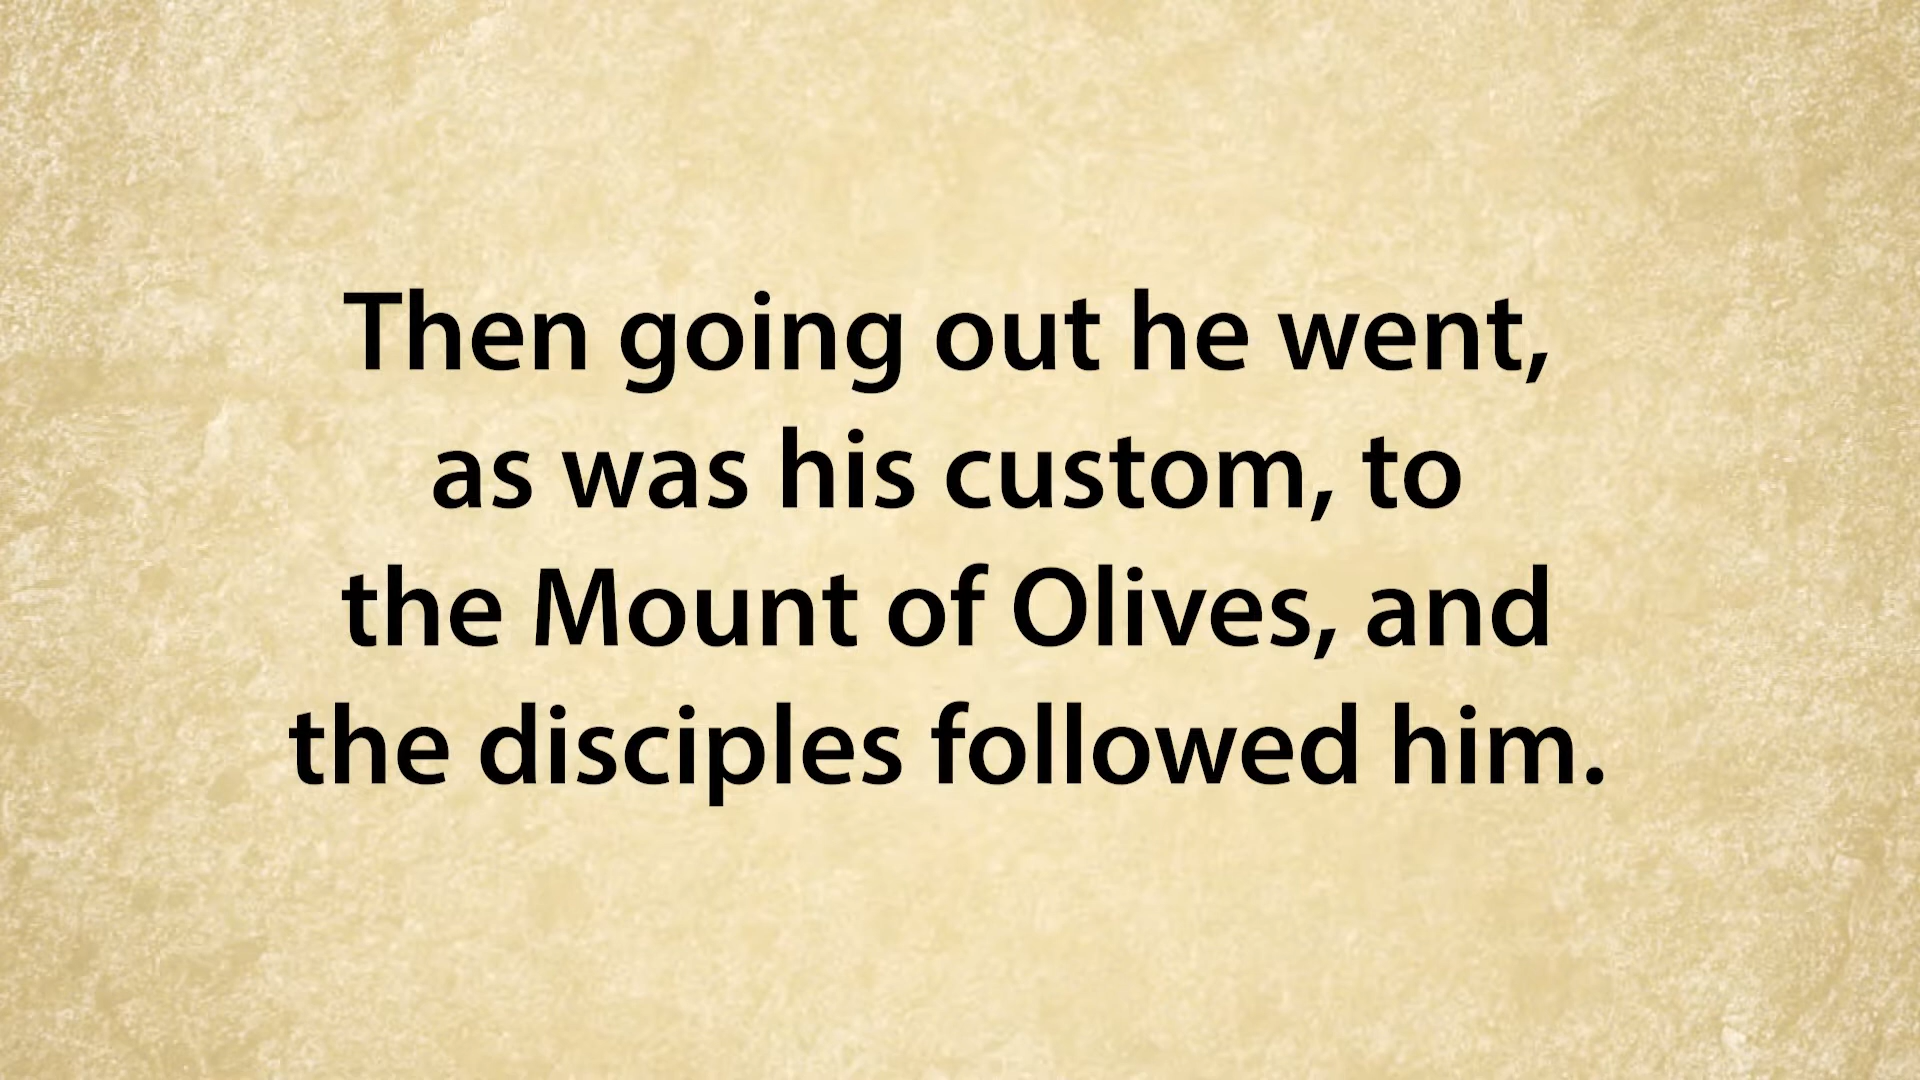 Then going out he went,
as was his custom, to
the Mount of Olives, and
the disciples followed him.